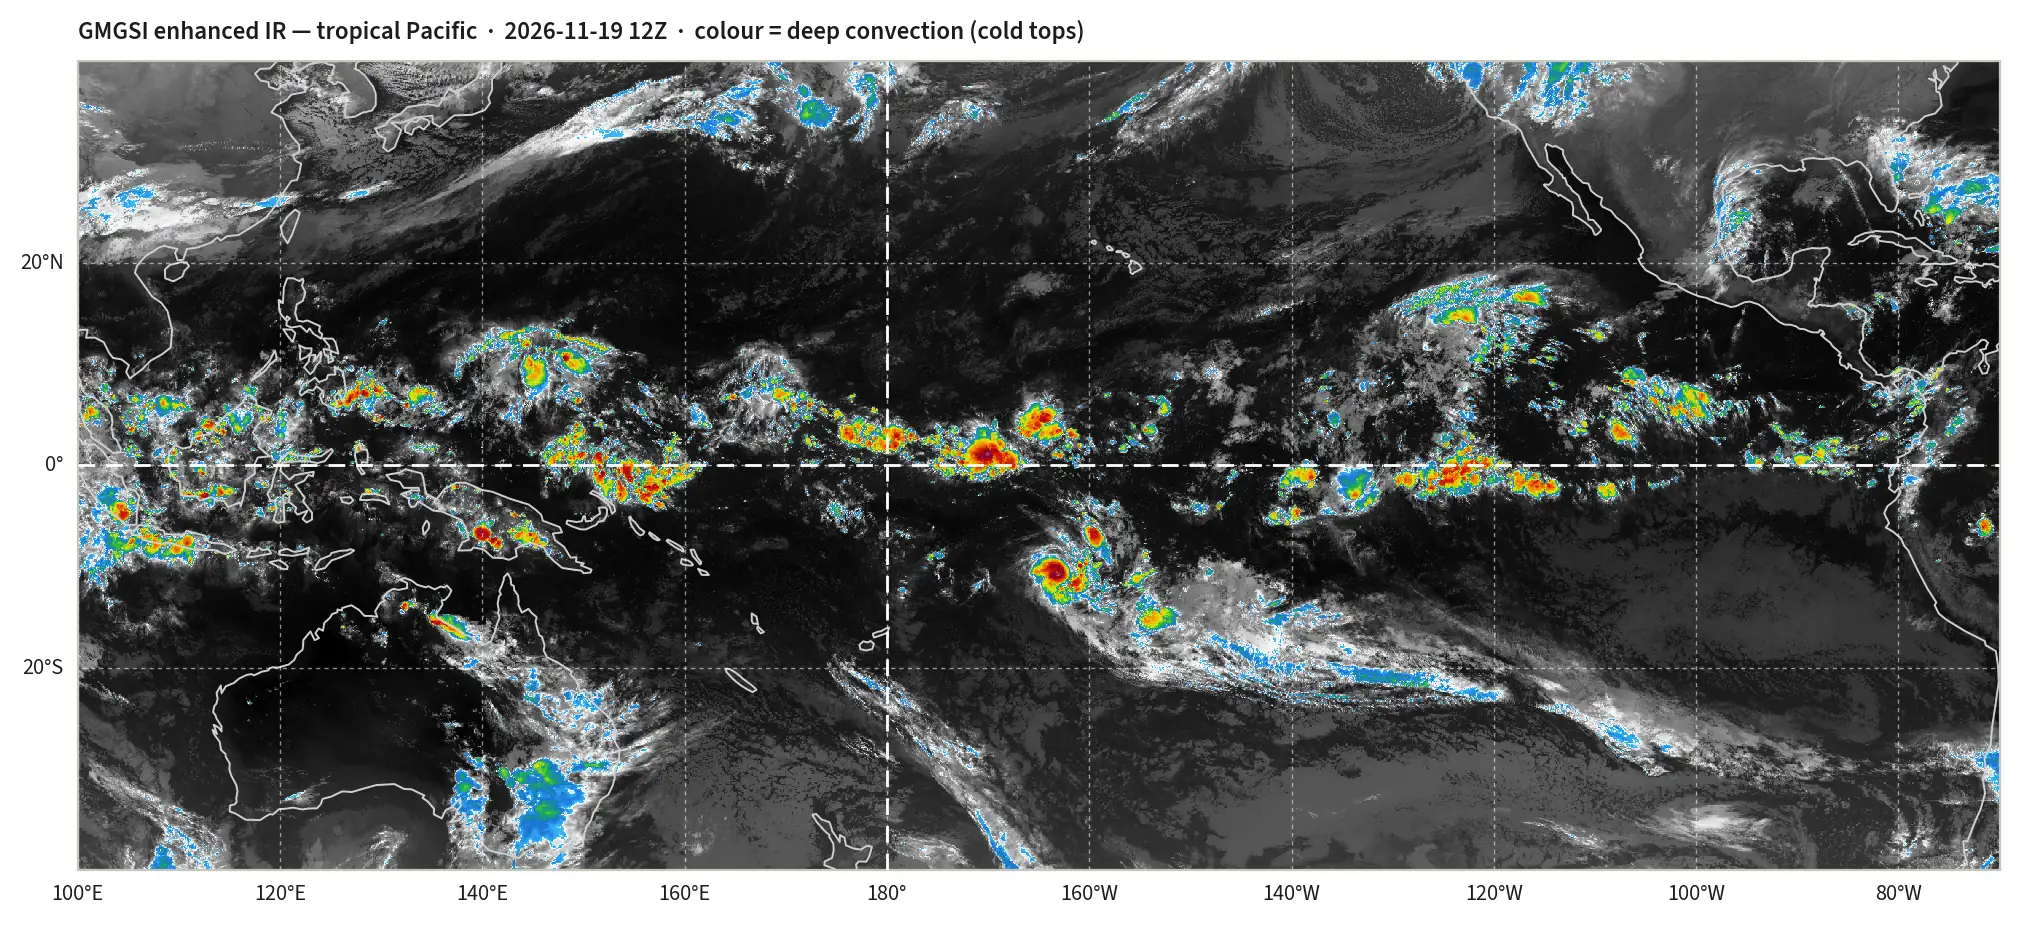 GMGSI enhanced IR — tropical Pacific · 2026-11-19 12Z · colour = deep convection (cold tops)
20°N
0°
20°S
100°E 120°E 140°E 160°E 180° 160°W 140°W 120°W 100°W 80°W